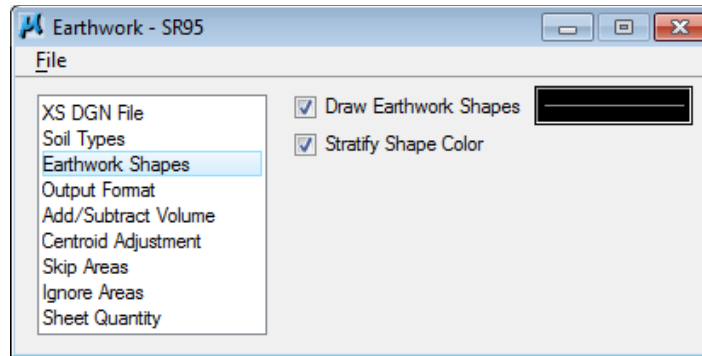 Earthwork - SR95
File
XS DGN File
Soil Types
Earthwork Shapes
Output Format
Add/Subtract Volume
Centroid Adjustment
Skip Areas
Ignore Areas
Sheet Quantity
Draw Earthwork Shapes
Stratify Shape Color